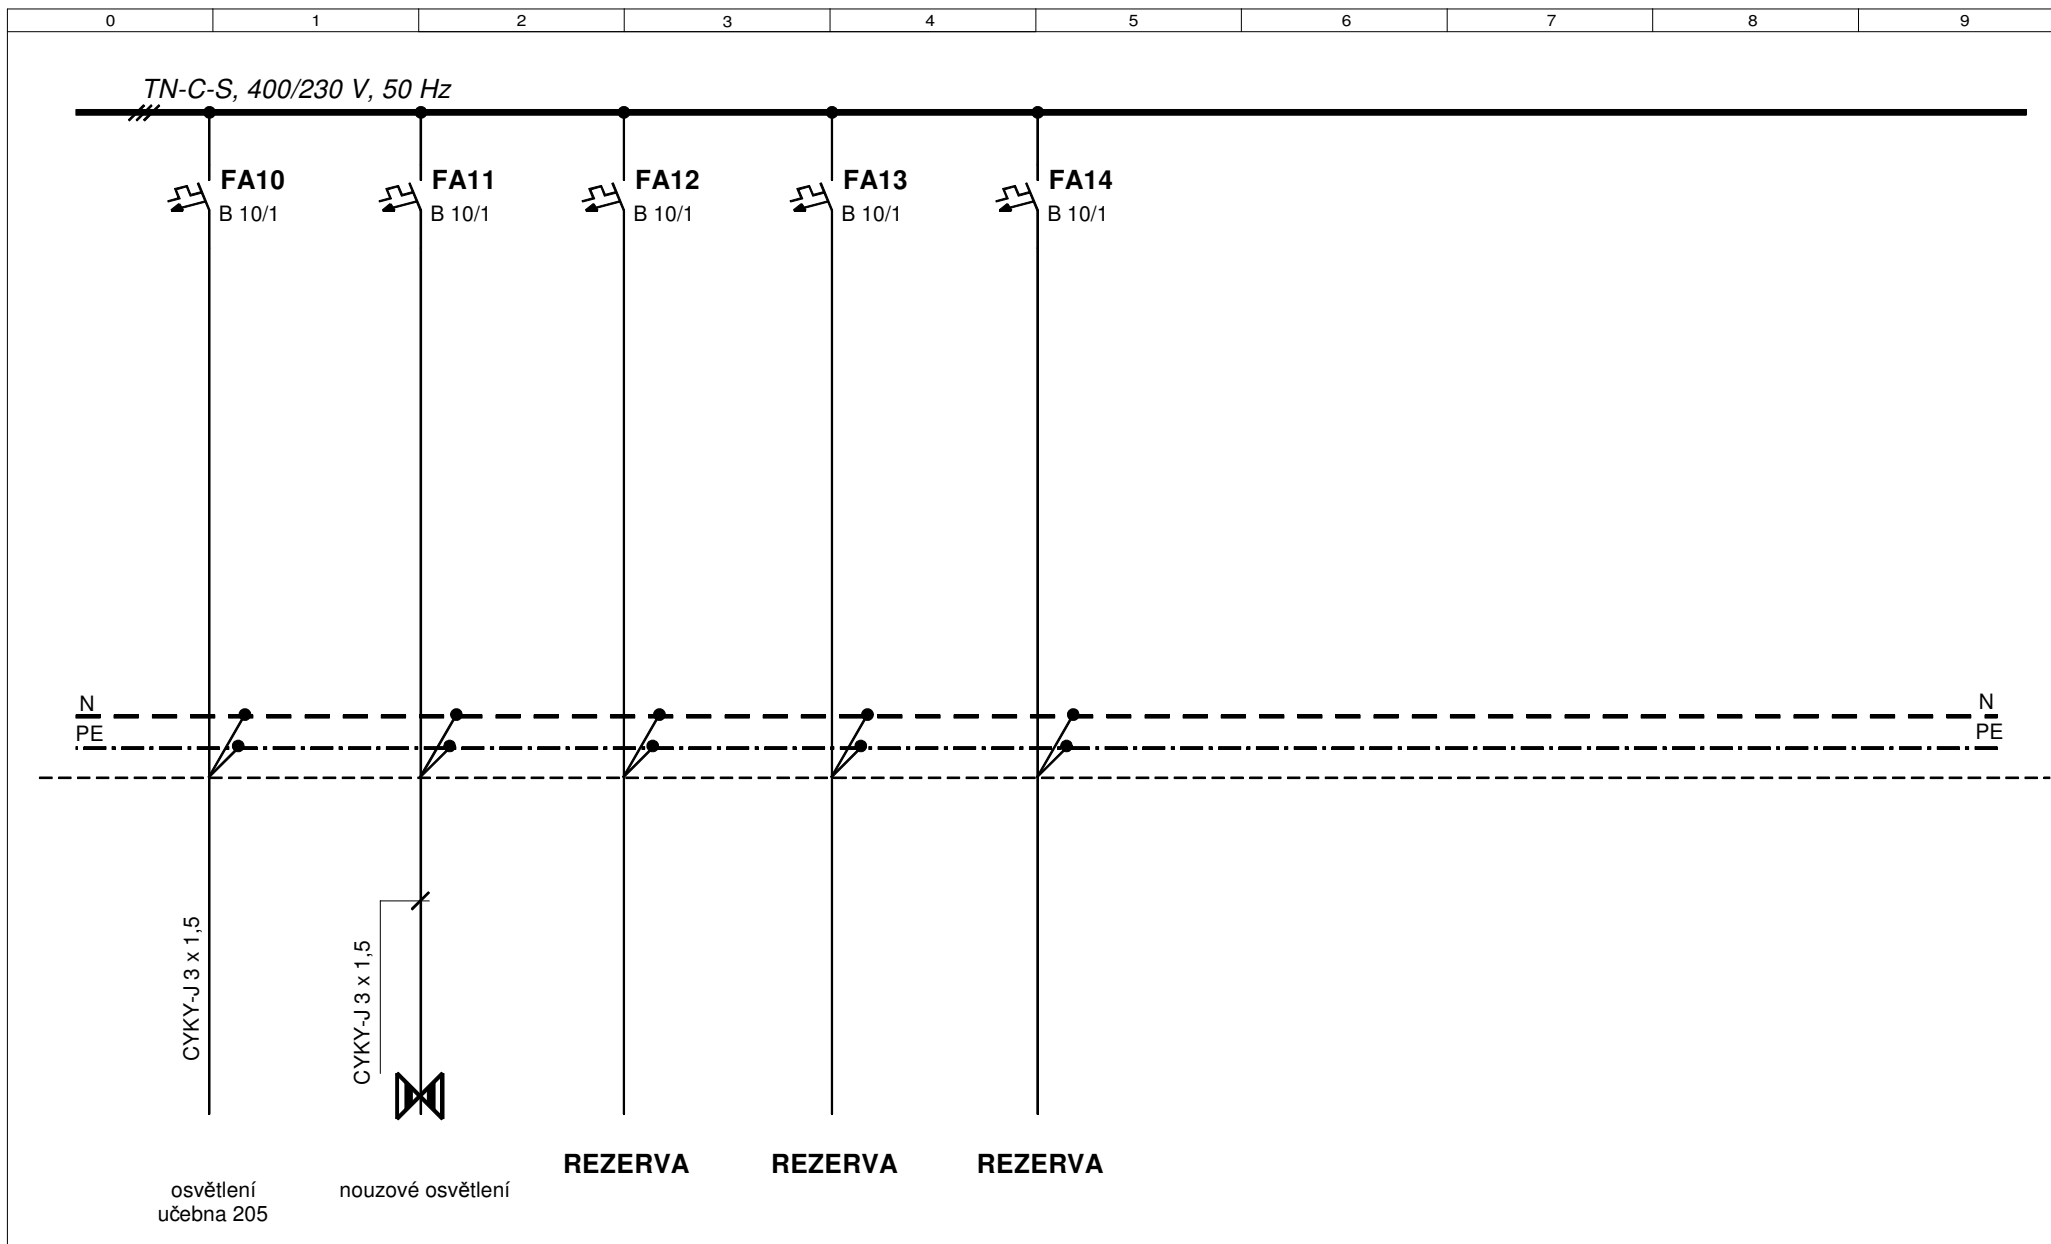 0 1 2 3 4 5 6 7 8 9
TN-C-S, 400/230 V, 50 Hz
FA10 FA11 FA12 FA13 FA14
B 10/1 B 10/1 B 10/1 B 10/1 B 10/1
N N
PE PE
CYKY-J 3 x 1,5
CYKY-J 3 x 1,5
REZERVA REZERVA REZERVA
osvětlení nouzové osvětlení
učebna 205